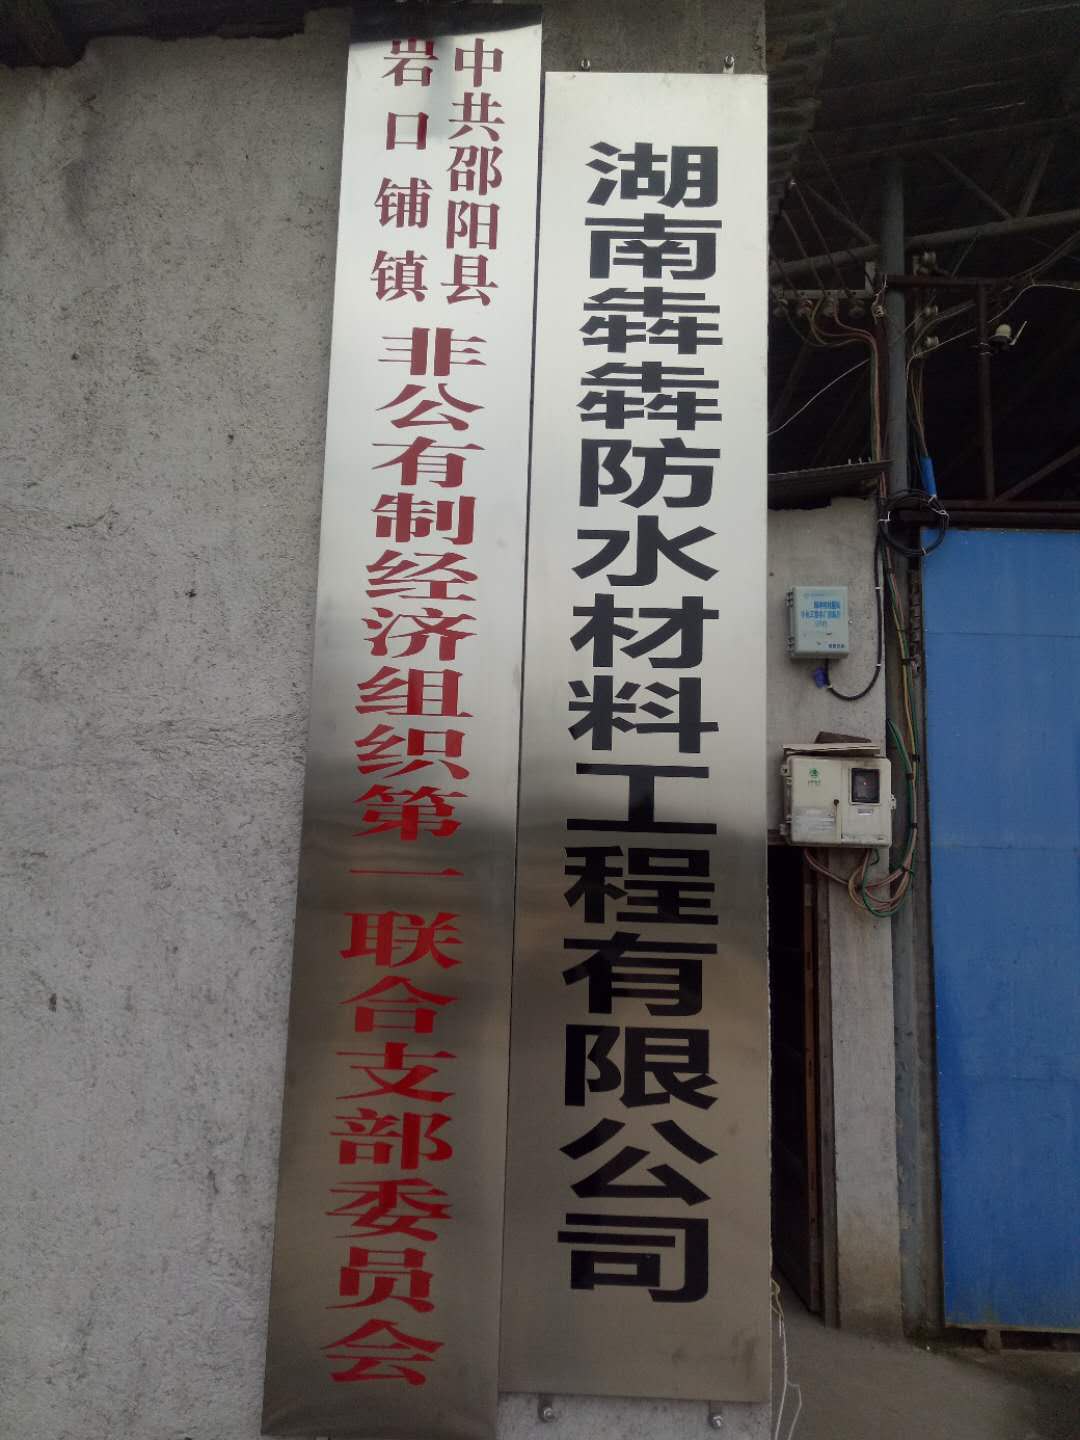 中共邵阳县
岩口铺镇
非公有制经济组织第一联合支部委员会
湖南犇犇防水材料工程有限公司